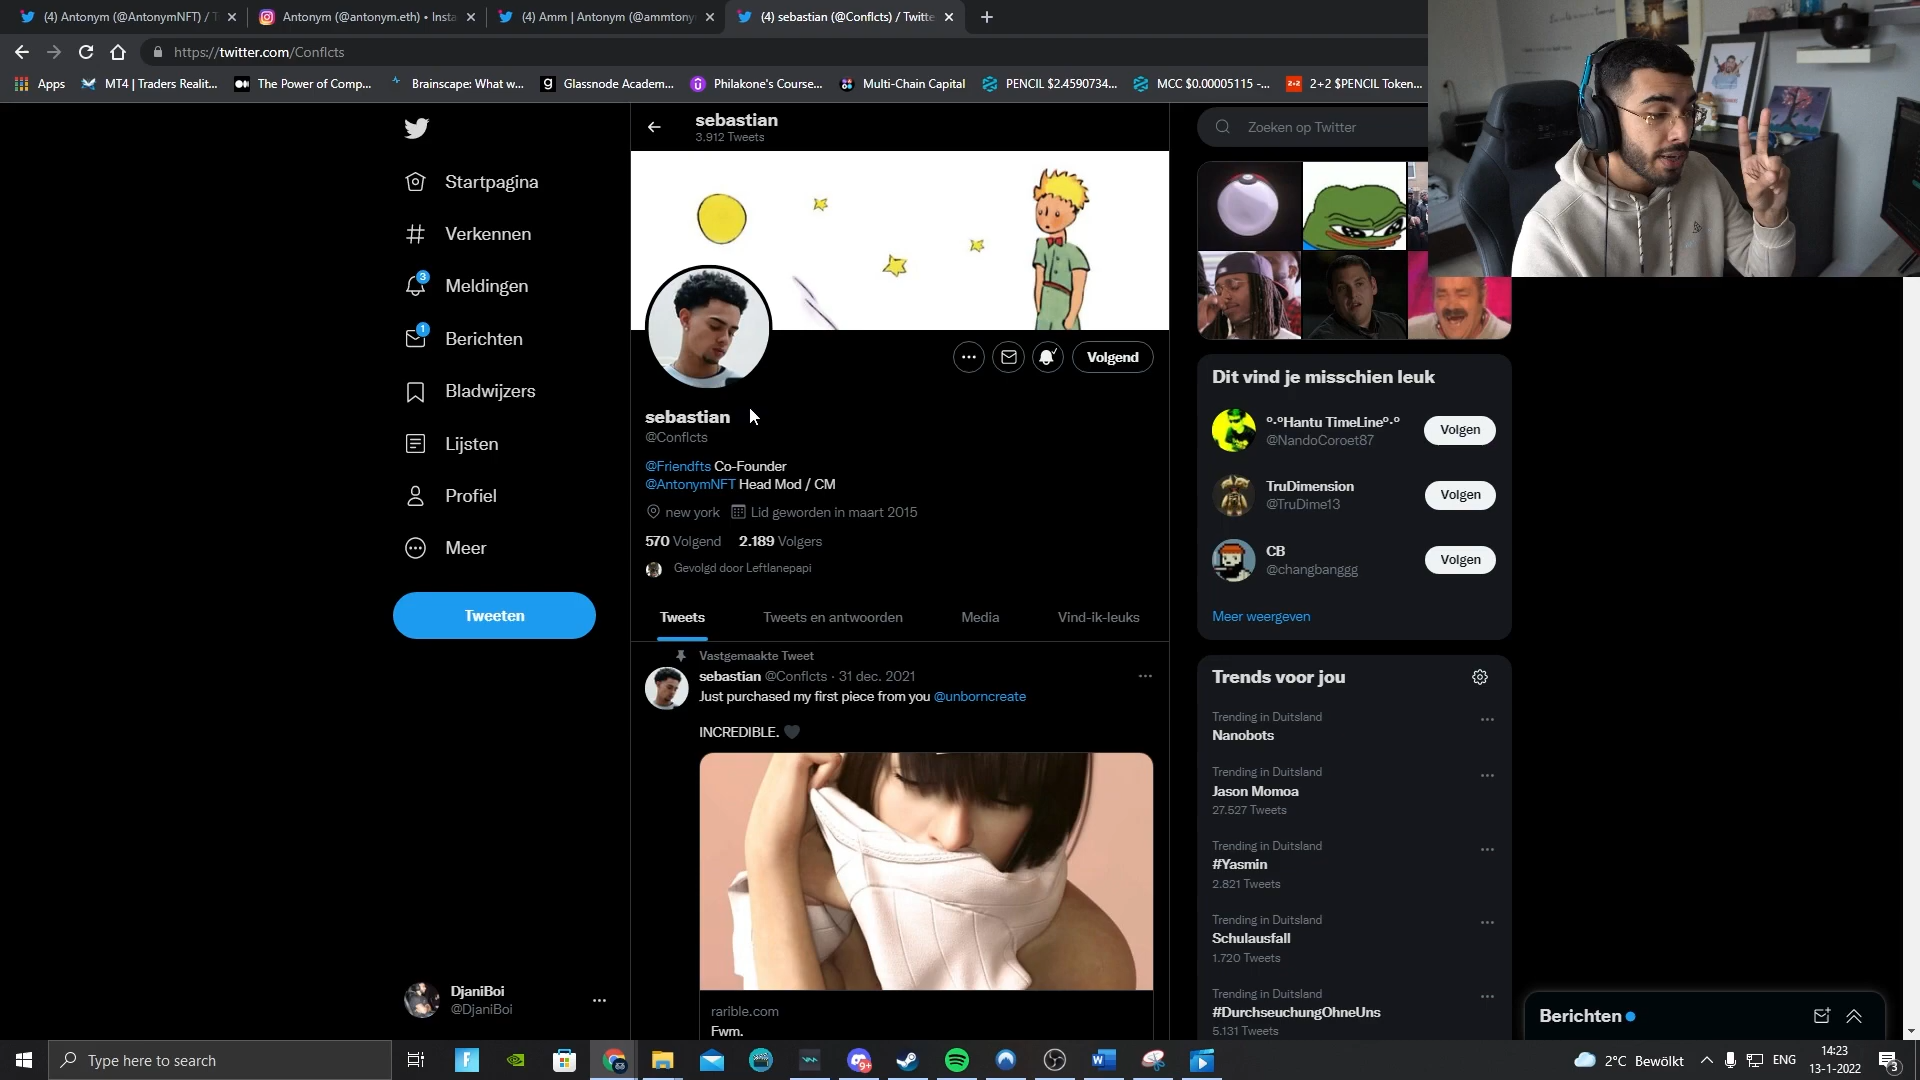 (4) Antonym (@AntonymNFT) / T
Antonym (@antonym.eth) • Insta
(4) Amm | Antonym (@ammtony
(4) sebastian (@Conflcts) / Twitte
https://twitter.com/Conflcts
Apps
MT4 | Traders Realit...
The Power of Comp...
Brainscape: What w...
Glassnode Academ...
Philakone's Course...
Multi-Chain Capital
PENCIL $2.4590734...
MCC $0.00005115 -...
2+2 $PENCIL Token...
Startpagina
Verkennen
3
Meldingen
1
Berichten
Bladwijzers
Lijsten
Profiel
Meer
Tweeten
DjaniBoi
@DjaniBoi
sebastian
3.912 Tweets
Volgend
sebastian
@Conflcts
@Friendfts Co-Founder
@AntonymNFT Head Mod / CM
new york Lid geworden in maart 2015
570 Volgend 2.189 Volgers
Gevolgd door Leftlanepapi
Tweets
Tweets en antwoorden
Media
Vind-ik-leuks
Vastgemaakte Tweet
sebastian @Conflcts · 31 dec. 2021
Just purchased my first piece from you @unborncreate
INCREDIBLE. 🖤
rarible.com
Fwm.
Zoeken op Twitter
Dit vind je misschien leuk
°·°Hantu TimeLine°·°
@NandoCoroet87
Volgen
TruDimension
@TruDime13
Volgen
CB
@changbanggg
Volgen
Meer weergeven
Trends voor jou
Trending in Duitsland
Nanobots
Trending in Duitsland
Jason Momoa
27.527 Tweets
Trending in Duitsland
#Yasmin
2.821 Tweets
Trending in Duitsland
Schulausfall
1.720 Tweets
Trending in Duitsland
#DurchseuchungOhneUns
5.131 Tweets
Berichten
Type here to search
9+
2°C Bewölkt
ENG
14:23
13-1-2022
3